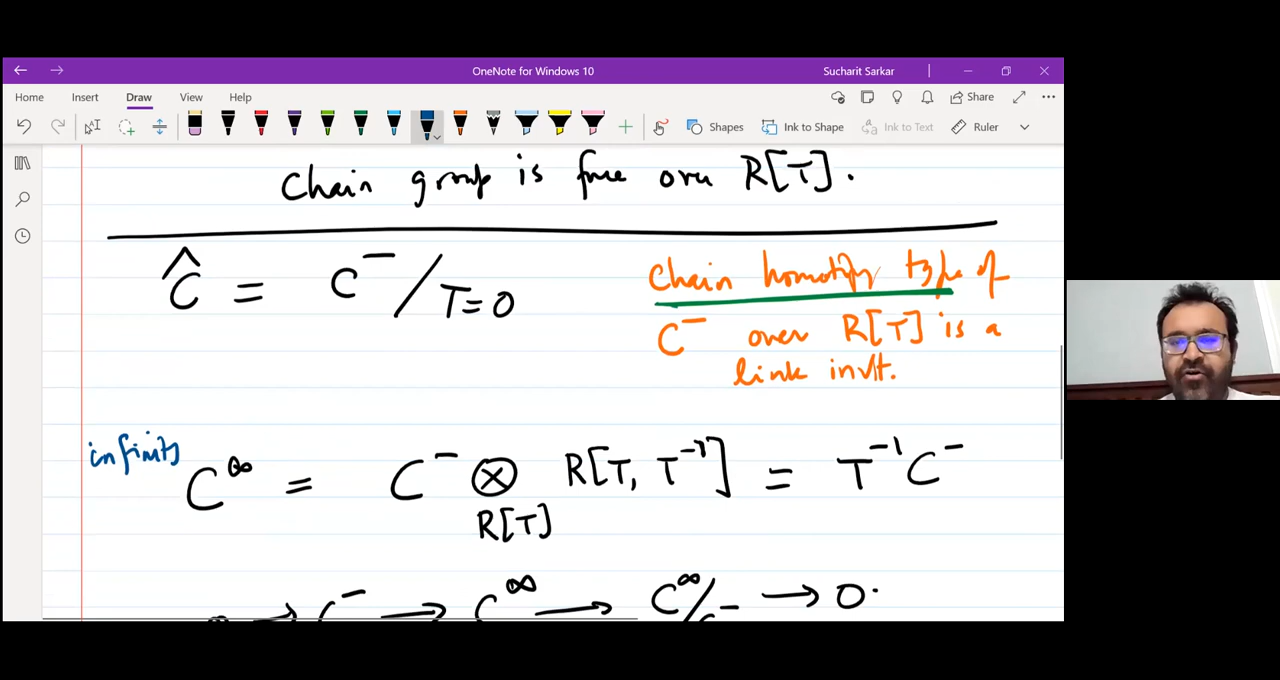 OneNote for Windows 10
Sucharit Sarkar
Home Insert Draw View Help
Share
Shapes Ink to Shape Ink to Text Ruler
Chain group is free over R[T].
Ĉ = C⁻/T=0
Chain homotopy type of
C⁻ over R[T] is a
link invt.
infinity
C^∞ = C⁻ ⊗ R[T, T⁻¹] = T⁻¹C⁻
R[T]
→ C⁻ → C^∞ → C^∞/C⁻ → 0.